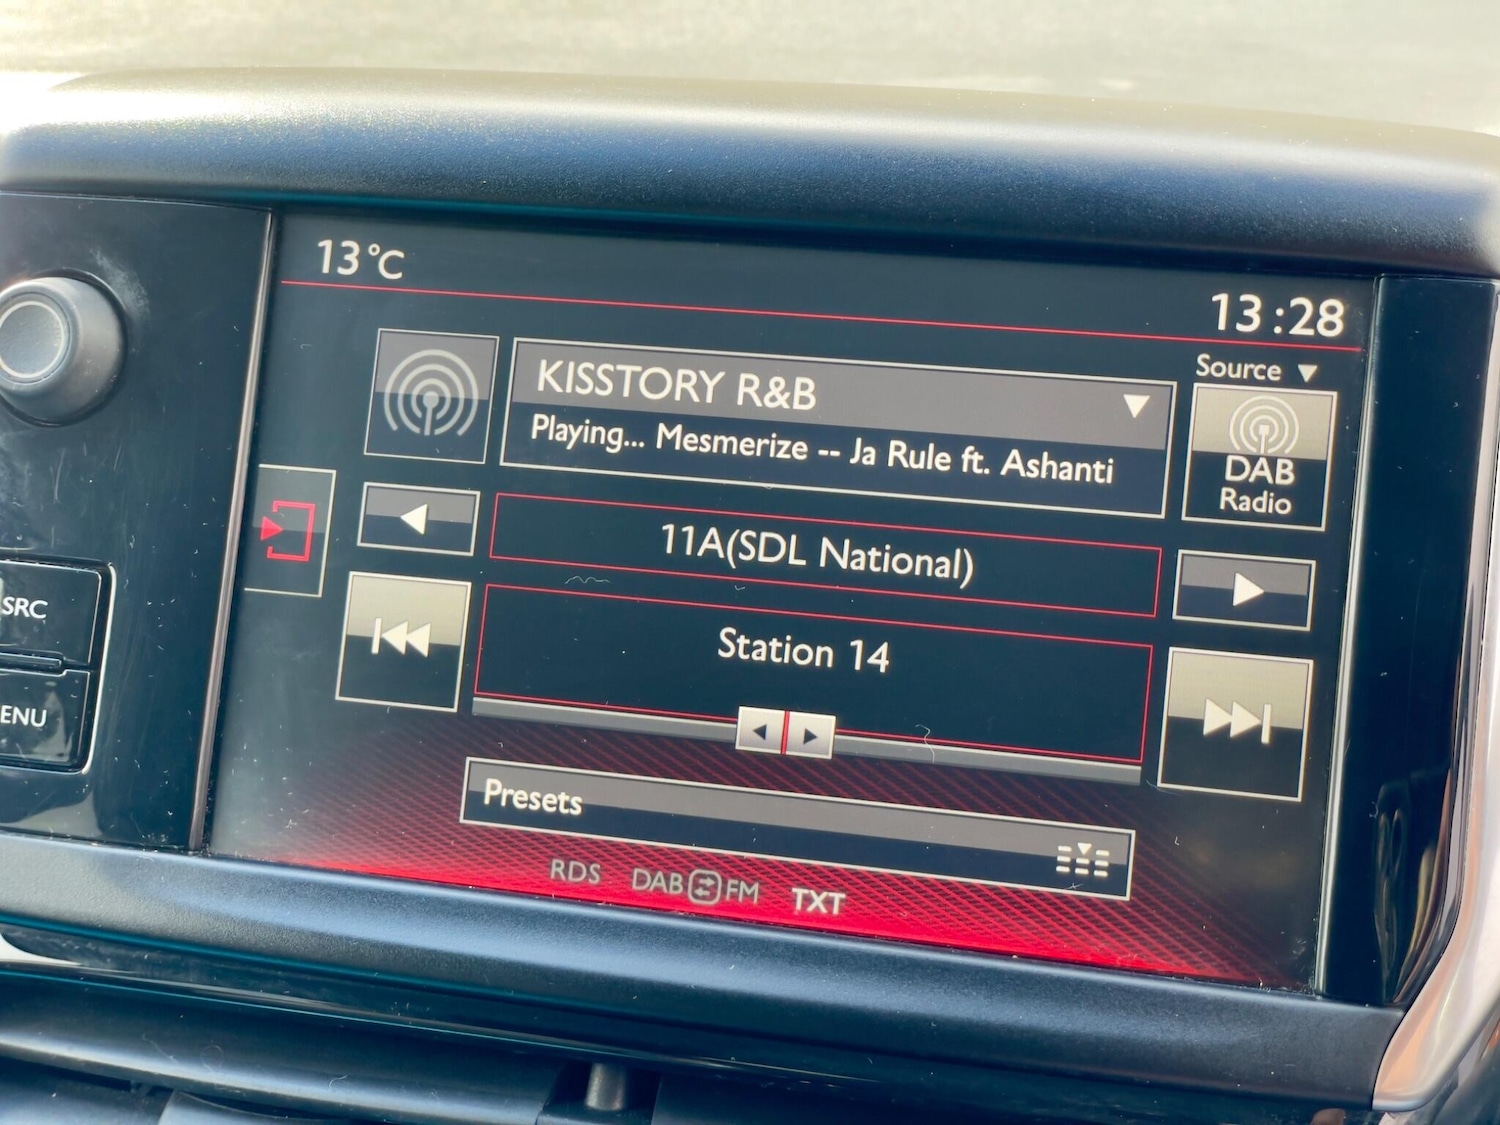 13°C
13:28
Source
KISSTORY R&B
Playing... Mesmerize -- Ja Rule ft. Ashanti
DAB
Radio
11A(SDL National)
SRC
Station 14
ENU
Presets
RDS DAB FM TXT